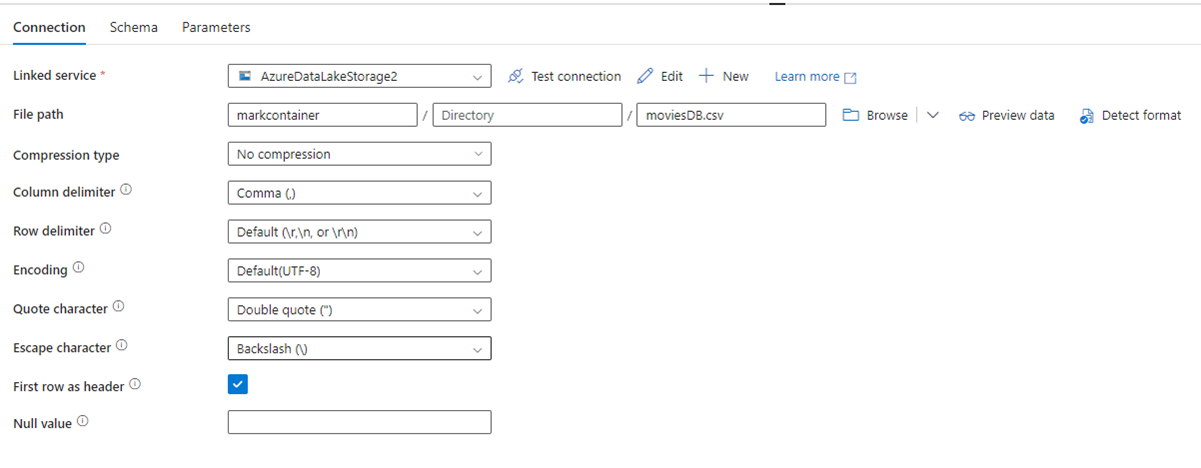 Connection Schema Parameters
Linked service * AzureDataLakeStorage2 Test connection Edit New Learn more
File path markcontainer / Directory / moviesDB.csv Browse Preview data Detect format
Compression type No compression
Column delimiter Comma (,)
Row delimiter Default (\r,\n, or \r\n)
Encoding Default(UTF-8)
Quote character Double quote (")
Escape character Backslash (\)
First row as header
Null value